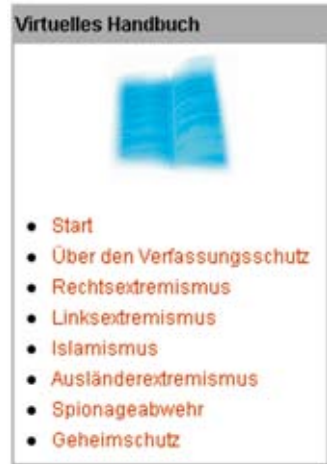 Virtuelles Handbuch
Start
Über den Verfassungsschutz
Rechtsextremismus
Linksextremismus
Islamismus
Ausländerextremismus
Spionageabwehr
Geheimschutz